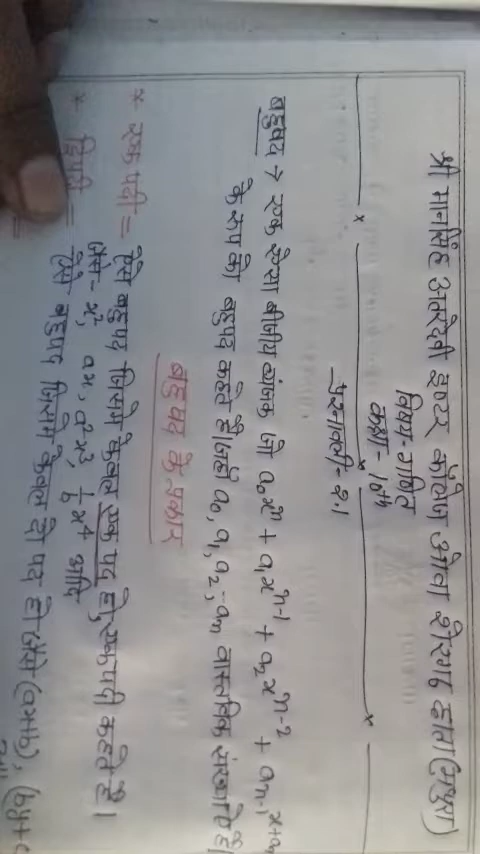 श्री मानसिंह इण्टर कॉलेज शेरगढ़ (मथुरा)
विषय-गणित
कक्षा- 10th
प्रश्नावली- 2.1
बहुपद → एक ऐसा बीजीय व्यंजक जो a₀xⁿ + a₁xⁿ⁻¹ + a₂xⁿ⁻² + aₙ₋₁x+aₙ
के रूप को बहुपद कहते हैं। जहाँ a₀, a₁, a₂, -aₙ वास्तविक संख्याये हैं।
बहुपद के प्रकार
* एक पदी = ऐसे बहुपद जिसमे केवल एक पद हो, एकपदी कहते हैं।
जैसे- x², ax, a²x³, 1/b x⁴ आदि
* द्विपदी = ऐसे बहुपद जिसमे केवल दो पद हो जैसे (ax+b), (by+c